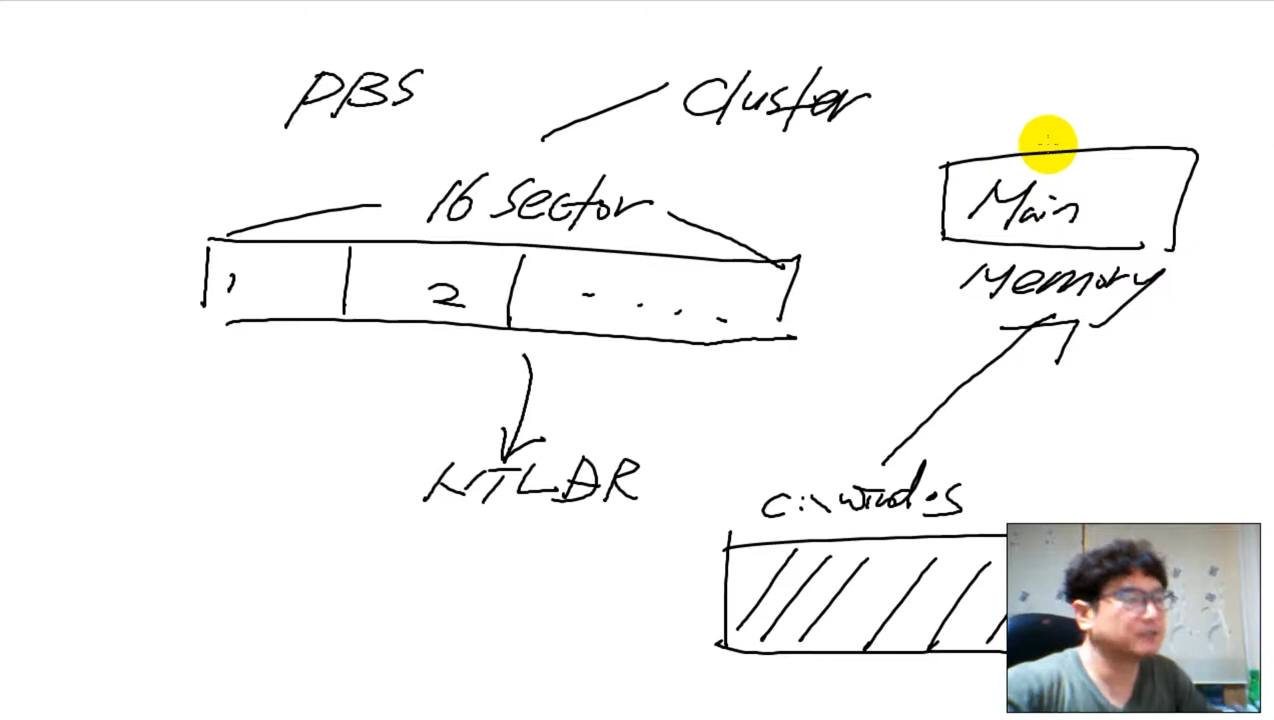 PBS
Cluster
16 Sector
1
2
....
Main
Memory
NTLDR
C:\windows